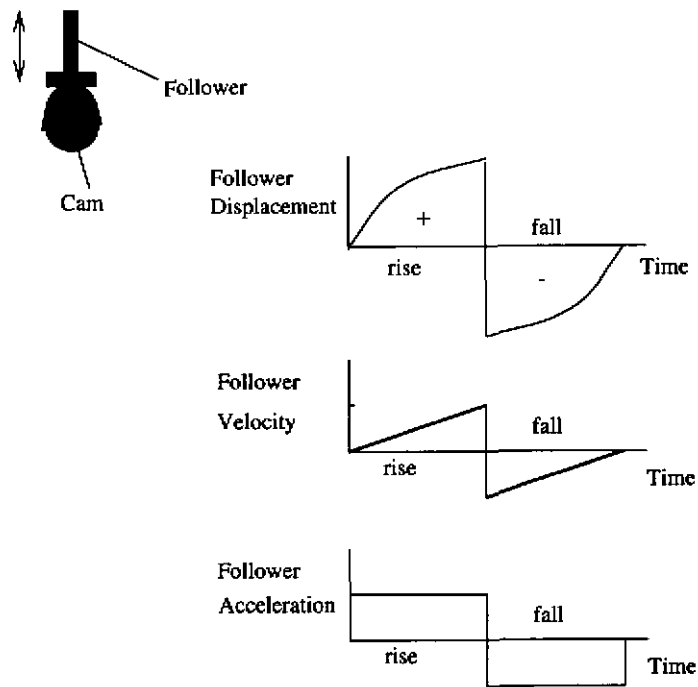 Follower
Cam
Follower
Displacement
+
fall
rise
-
Time
Follower
Velocity
fall
rise
Time
Follower
Acceleration
fall
rise
Time